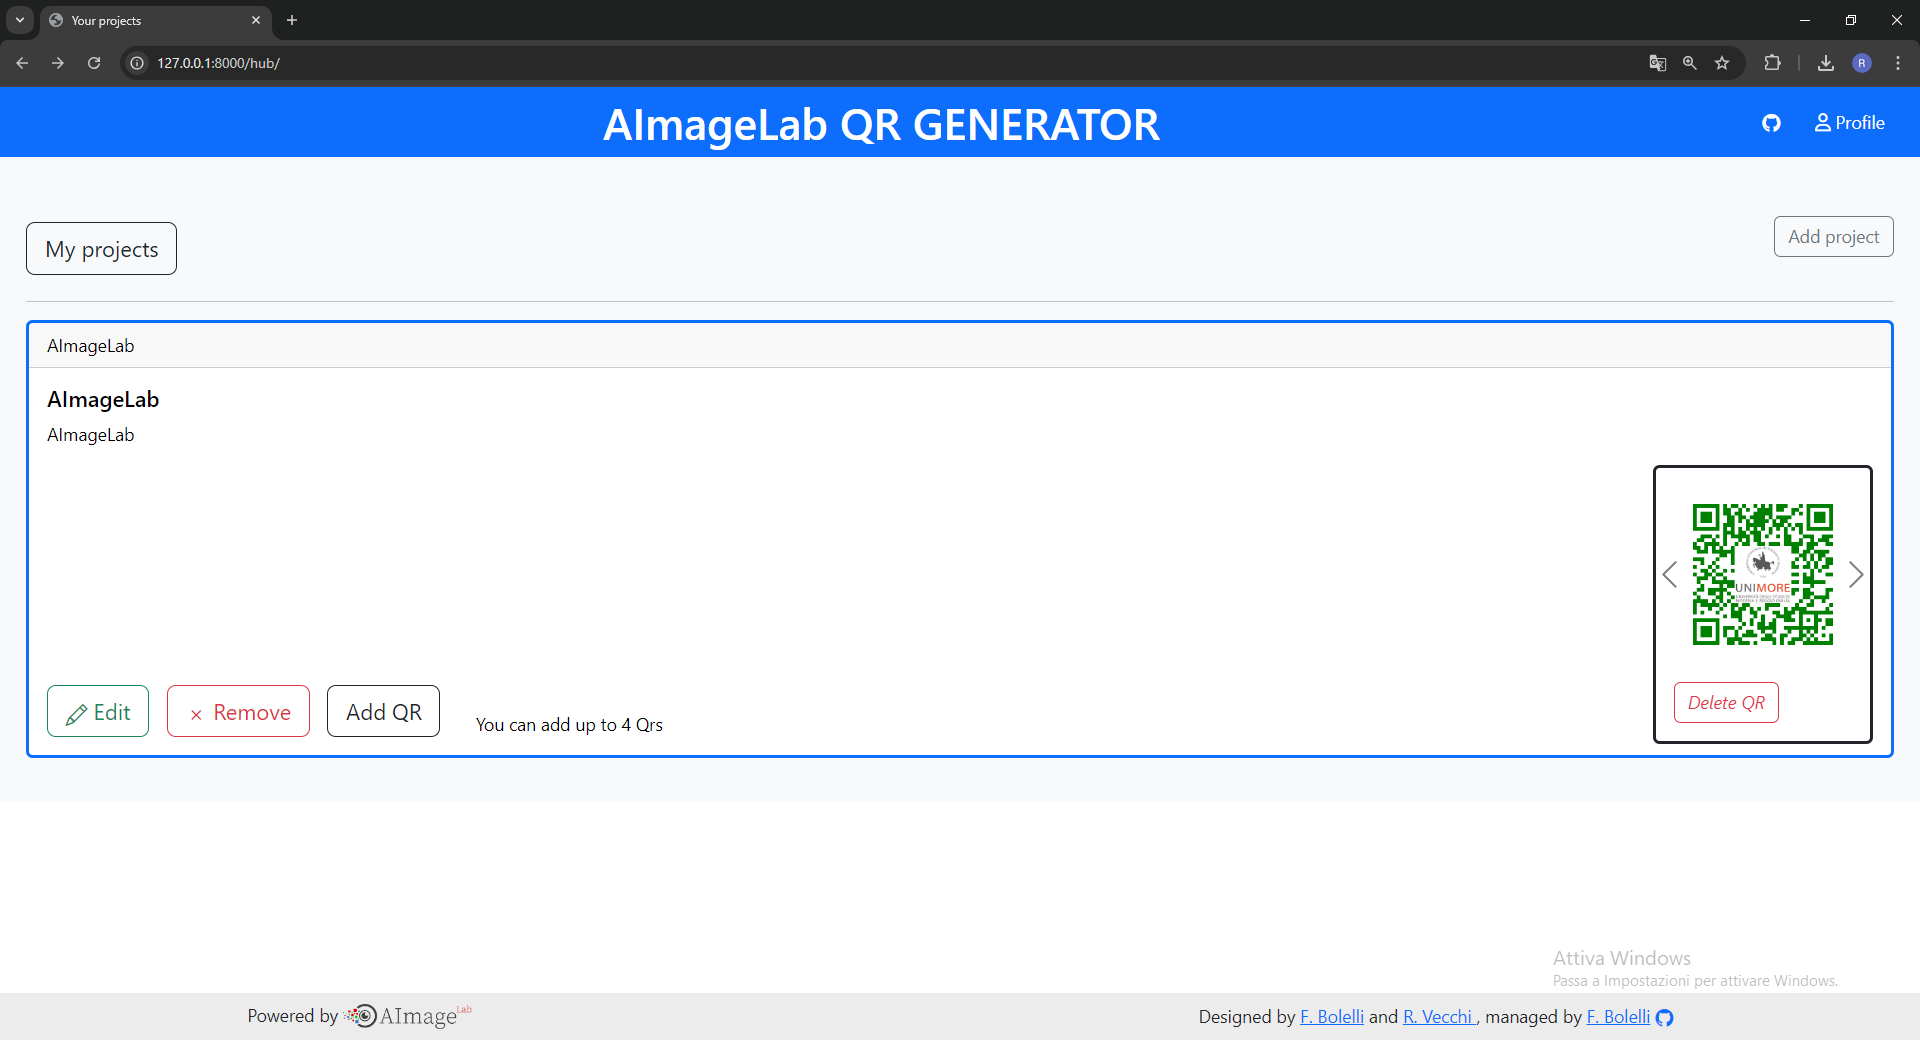 Your projects
127.0.0.1:8000/hub/
R
AImageLab QR GENERATOR
Profile
My projects
Add project
AImageLab
AImageLab
AImageLab
UNIMORE
Delete QR
Edit
× Remove
Add QR
You can add up to 4 Qrs
Attiva Windows
Passa a Impostazioni per attivare Windows.
Powered by AImageLab
Designed by F. Bolelli and R. Vecchi , managed by F. Bolelli